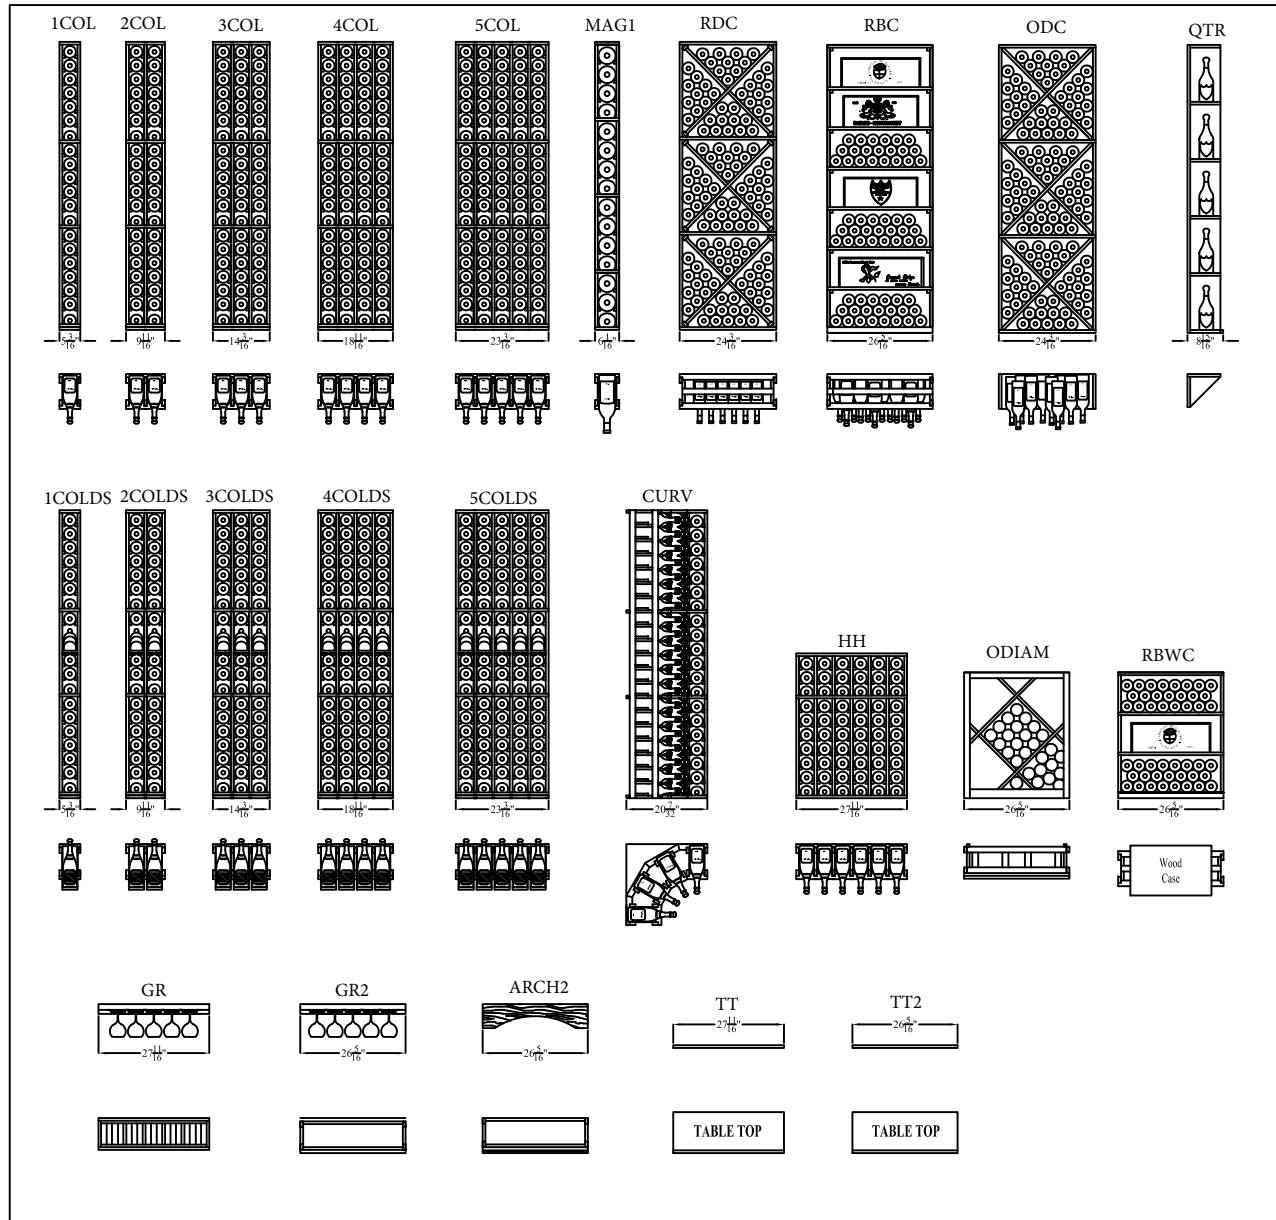 1COL 2COL 3COL 4COL 5COL MAG1 RDC RBC ODC QTR
5 3/16" 9 11/16" 14 3/16" 18 11/16" 23 3/16" 6 1/16" 24 3/16" 26 5/16" 24 3/16"
1COLDS 2COLDS 3COLDS 4COLDS 5COLDS CURV
HH ODIAM RBWC
5 3/16" 9 11/16" 14 3/16" 18 11/16" 23 3/16" 20 7/32" 27 11/16" 26 5/16" 26 5/16"
Wood
Case
GR GR2 ARCH2 TT TT2
27 11/16" 26 5/16" 26 5/16" 27 11/16" 26 5/16"
TABLE TOP TABLE TOP